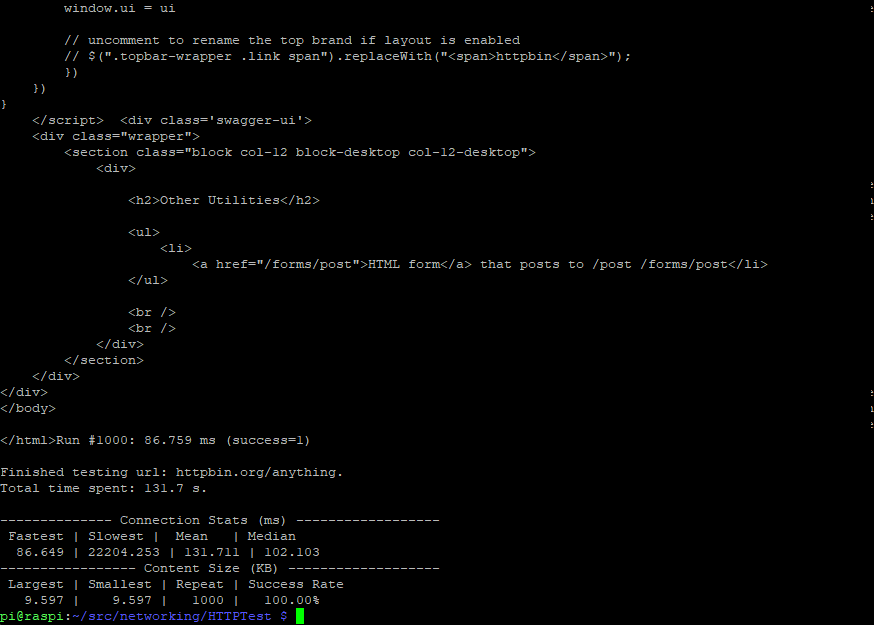 window.ui = ui
// uncomment to rename the top brand if layout is enabled
// $(".topbar-wrapper .link span").replaceWith("<span>httpbin</span>");
})
})
}
</script>  <div class='swagger-ui'>
<div class="wrapper">
<section class="block col-12 block-desktop col-12-desktop">
<div>
<h2>Other Utilities</h2>
<ul>
<li>
<a href="/forms/post">HTML form</a> that posts to /post /forms/post</li>
</ul>
<br />
<br />
</div>
</section>
</div>
</div>
</body>
</html>Run #1000: 86.759 ms (success=1)
Finished testing url: httpbin.org/anything.
Total time spent: 131.7 s.
-------------- Connection Stats (ms) ------------------
Fastest | Slowest |  Mean   | Median
86.649 | 22204.253 | 131.711 | 102.103
----------------- Content Size (KB) -------------------
Largest | Smallest | Repeat | Success Rate
9.597 |    9.597 |   1000 |   100.00%
pi@raspi:~/src/networking/HTTPTest $